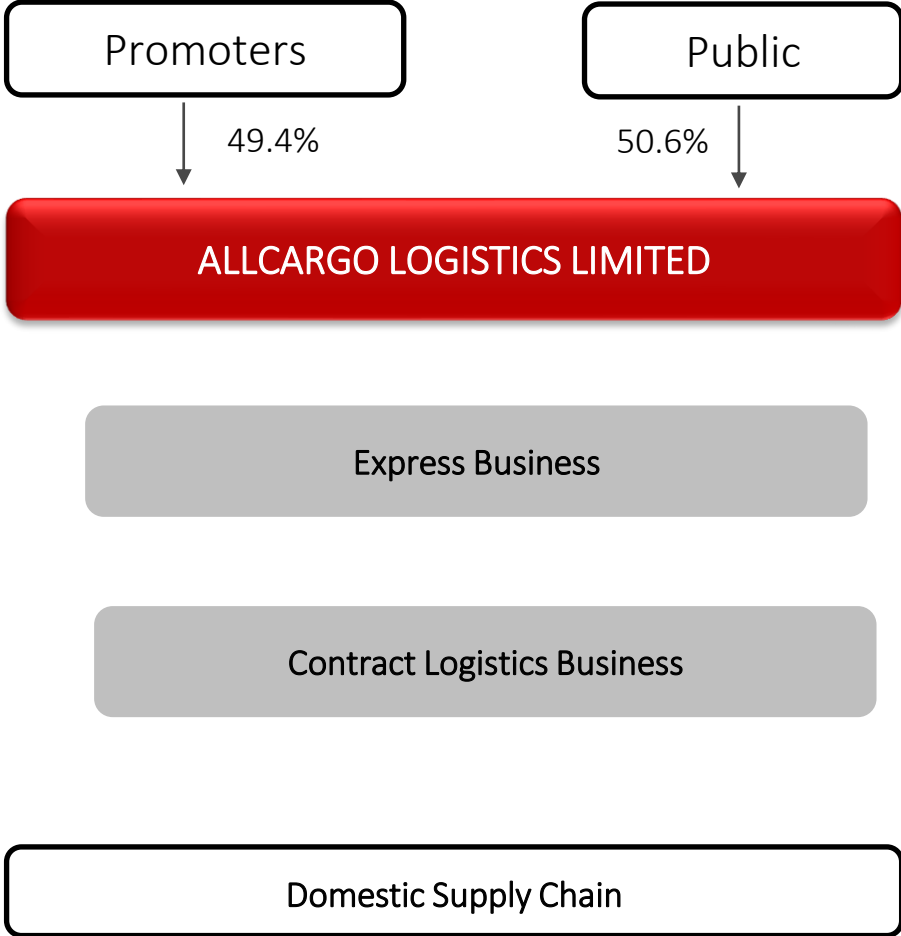 Promoters
Public
49.4%
50.6%
ALLCARGO LOGISTICS LIMITED
Express Business
Contract Logistics Business
Domestic Supply Chain